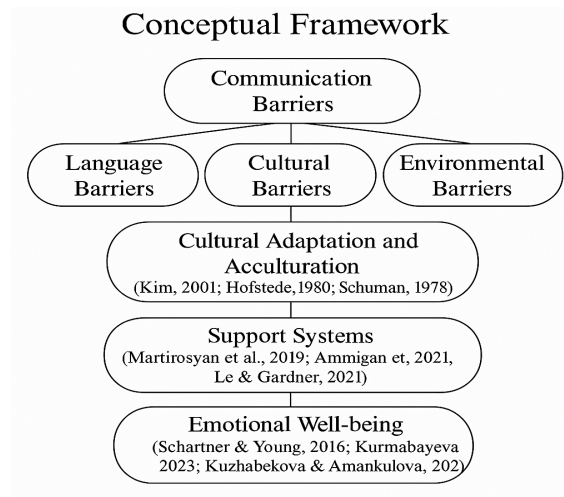 Conceptual Framework
Communication
Barriers
Language
Barriers
Cultural
Barriers
Environmental
Barriers
Cultural Adaptation and
Acculturation
(Kim, 2001; Hofstede,1980; Schuman, 1978)
Support Systems
(Martirosyan et al., 2019; Ammigan et, 2021,
Le & Gardner, 2021)
Emotional Well-being
(Schartner & Young, 2016; Kurmabayeva
2023; Kuzhabekova & Amankulova, 202)